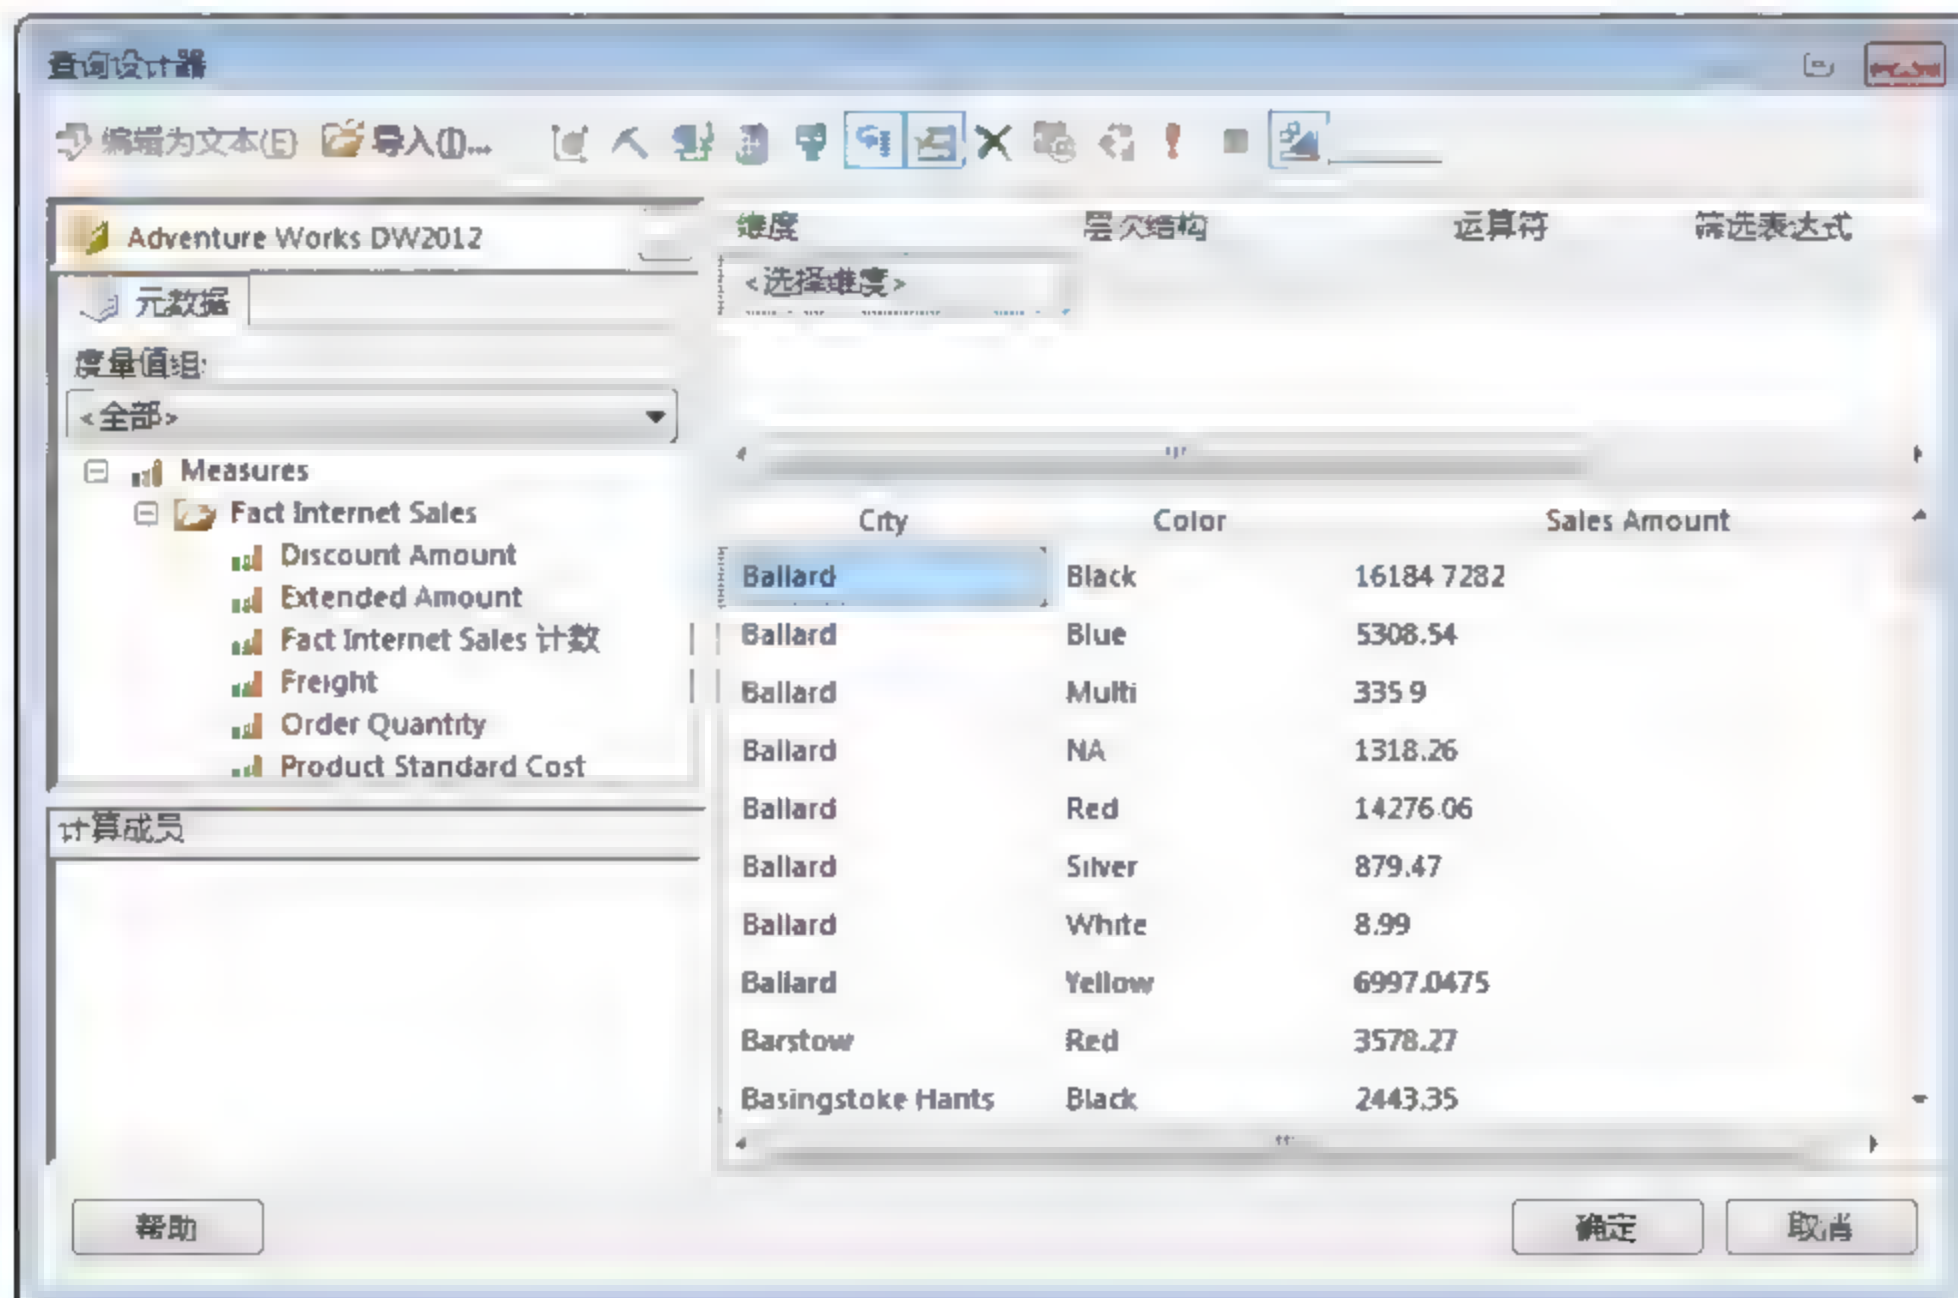 查询设计器
编辑为文本(E) 导入(I)...
Adventure Works DW2012
元数据
度量值组:
<全部>
Measures
Fact Internet Sales
Discount Amount
Extended Amount
Fact Internet Sales 计数
Freight
Order Quantity
Product Standard Cost
计算成员
维度 层次结构 运算符 筛选表达式
<选择维度>
City Color Sales Amount
Ballard Black 16184.7282
Ballard Blue 5308.54
Ballard Multi 335.9
Ballard NA 1318.26
Ballard Red 14276.06
Ballard Silver 879.47
Ballard White 8.99
Ballard Yellow 6997.0475
Barstow Red 3578.27
Basingstoke Hants Black 2443.35
帮助 确定 取消